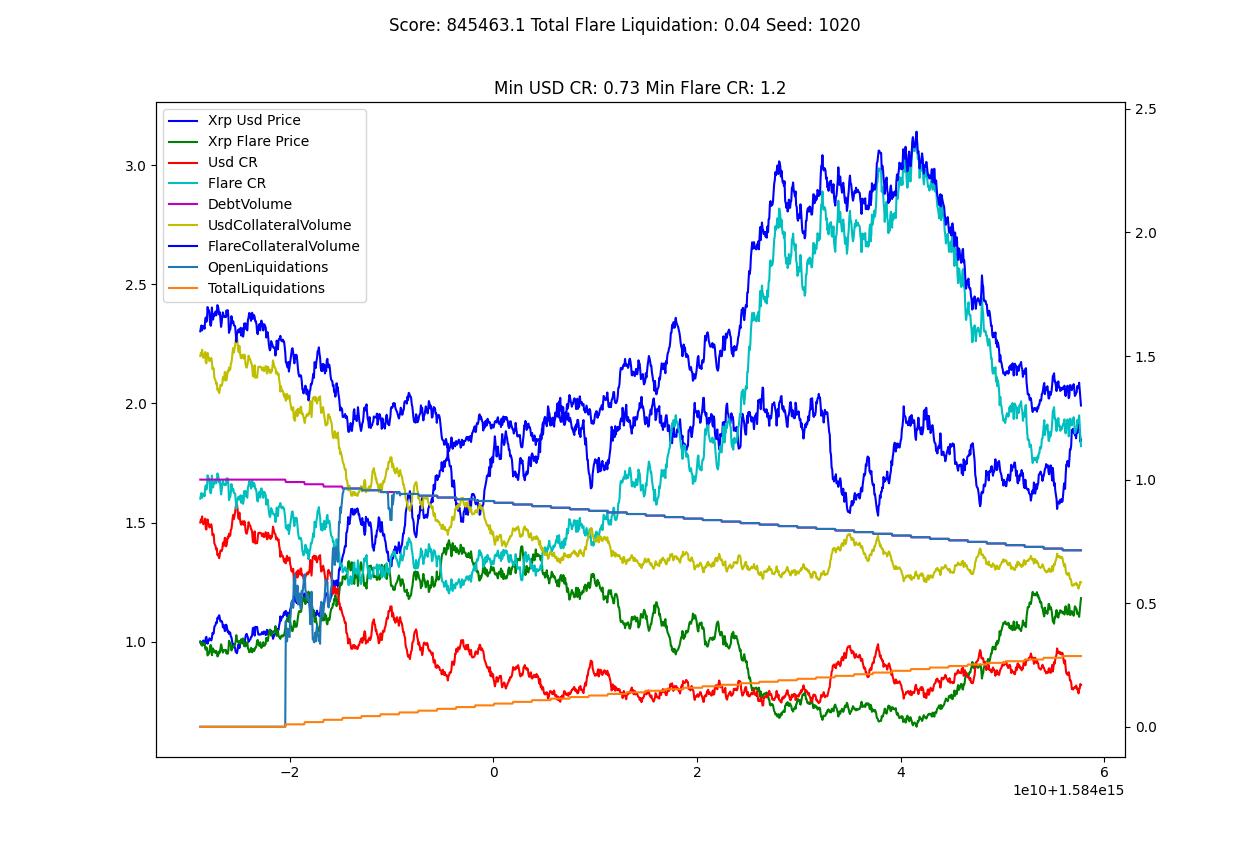 Score: 845463.1 Total Flare Liquidation: 0.04 Seed: 1020
Min USD CR: 0.73 Min Flare CR: 1.2
Xrp Usd Price
Xrp Flare Price
Usd CR
Flare CR
DebtVolume
UsdCollateralVolume
FlareCollateralVolume
OpenLiquidations
TotalLiquidations
3.0
2.5
2.0
1.5
1.0
2.5
2.0
1.5
1.0
0.5
0.0
−2 0 2 4 6
1e10+1.584e15